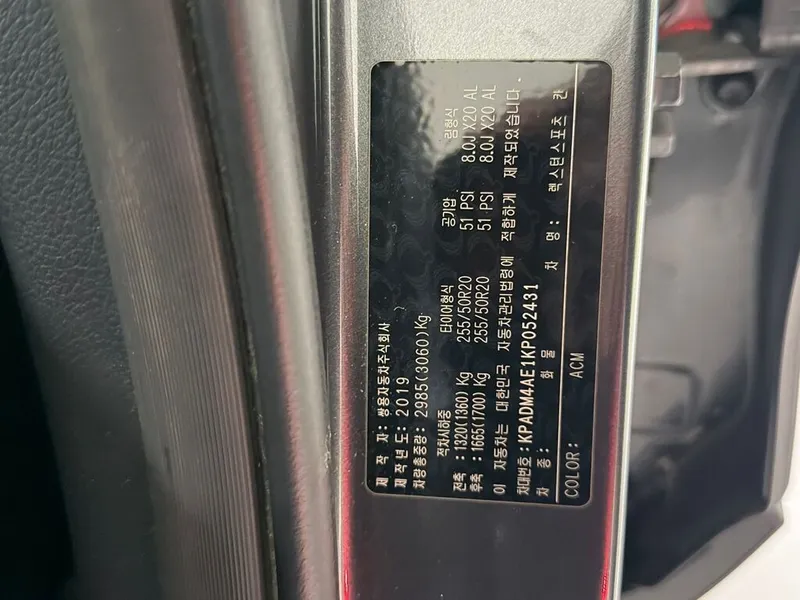 제 작 자: 쌍용자동차주식회사
제작년도: 2019
차량총중량: 2985(3060)Kg
적차시하중 타이어형식 공기압 림형식
전축: 1320(1360) Kg 255/50R20 51 PSI 8.0J X20 AL
후축: 1665(1700) Kg 255/50R20 51 PSI 8.0J X20 AL
이 자동차는 대한민국 자동차관리법령에 적합하게 제작되었습니다.
차대번호: KPADM4AE1KP052431
차 종: 화 물 차 명: 렉스턴스포츠 칸
COLOR: ACM